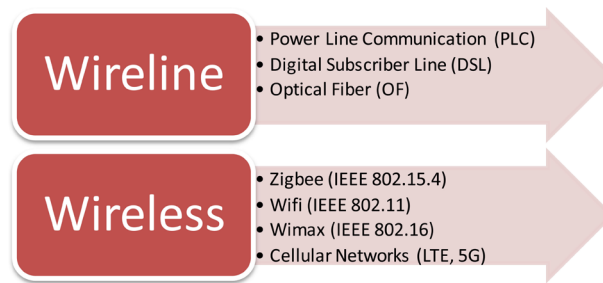 Wireline
• Power Line Communication (PLC)
• Digital Subscriber Line (DSL)
• Optical Fiber (OF)
Wireless
• Zigbee (IEEE 802.15.4)
• Wifi (IEEE 802.11)
• Wimax (IEEE 802.16)
• Cellular Networks (LTE, 5G)